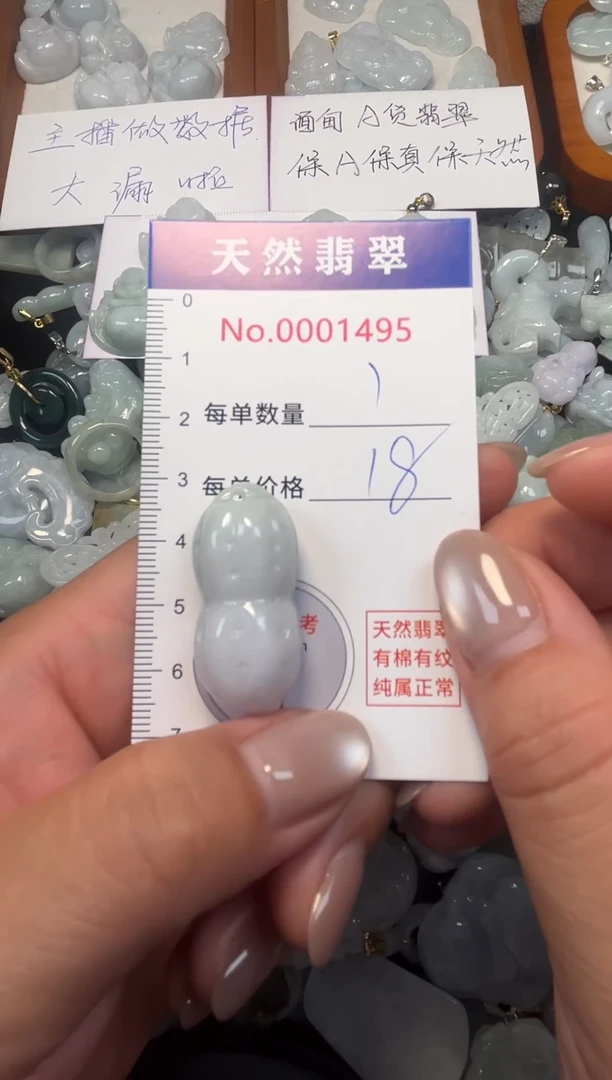 主播做数据
大漏啦
缅甸A货翡翠
保A保真保天然
天然翡翠
No.0001495
每单数量 1
每单价格 18
0
1
2
3
4
5
6
7
考
天然翡翠
有棉有纹
纯属正常